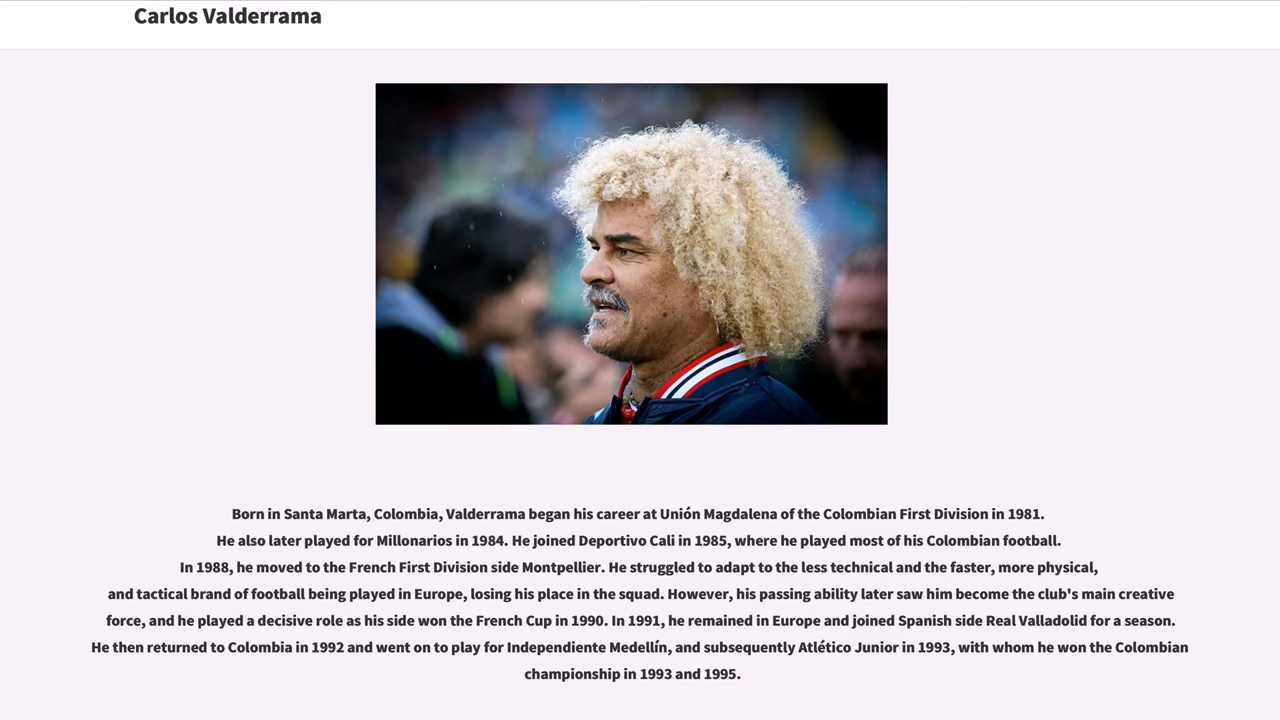 Carlos Valderrama
Born in Santa Marta, Colombia, Valderrama began his career at Unión Magdalena of the Colombian First Division in 1981.
He also later played for Millonarios in 1984. He joined Deportivo Cali in 1985, where he played most of his Colombian football.
In 1988, he moved to the French First Division side Montpellier. He struggled to adapt to the less technical and the faster, more physical,
and tactical brand of football being played in Europe, losing his place in the squad. However, his passing ability later saw him become the club's main creative
force, and he played a decisive role as his side won the French Cup in 1990. In 1991, he remained in Europe and joined Spanish side Real Valladolid for a season.
He then returned to Colombia in 1992 and went on to play for Independiente Medellín, and subsequently Atlético Junior in 1993, with whom he won the Colombian
championship in 1993 and 1995.